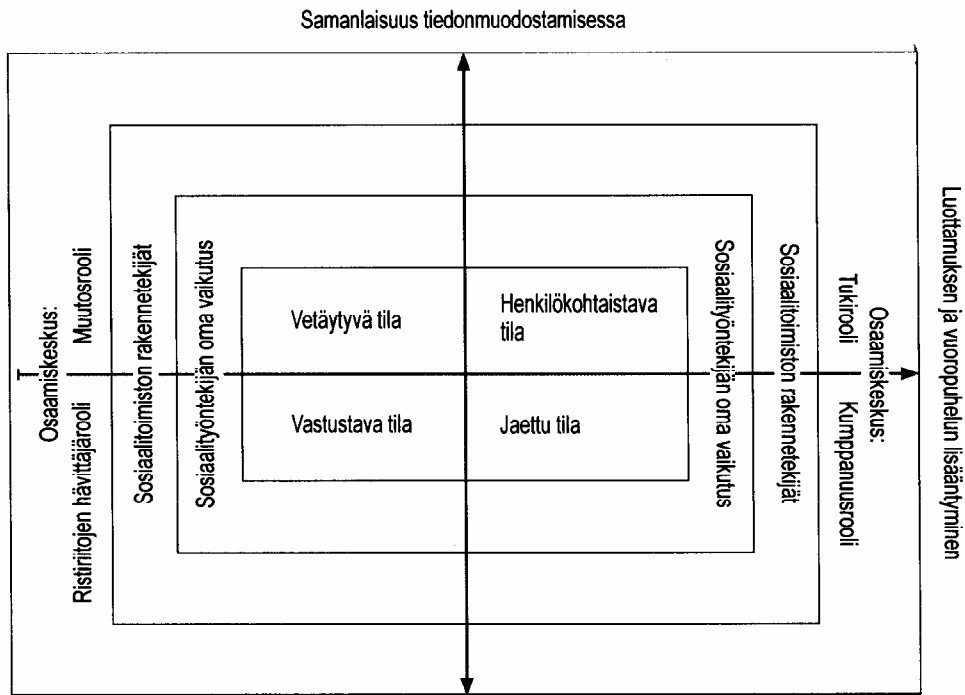 Samanlaisuus tiedonmuodostamisessa
Osaamiskeskus:
Muutosrooli
Ristiriitojen hävittäjärooli
Sosiaalitoimiston rakennetekijät
Sosiaalityöntekijän oma vaikutus
Vetäytyvä tila
Henkilökohtaistava
tila
Vastustava tila
Jaettu tila
Sosiaalityöntekijän oma vaikutus
Sosiaalitoimiston rakennetekijät
Tukirooli
Kumppanuusrooli
Osaamiskeskus:
Luottamuksen ja vuoropuhelun lisääntyminen